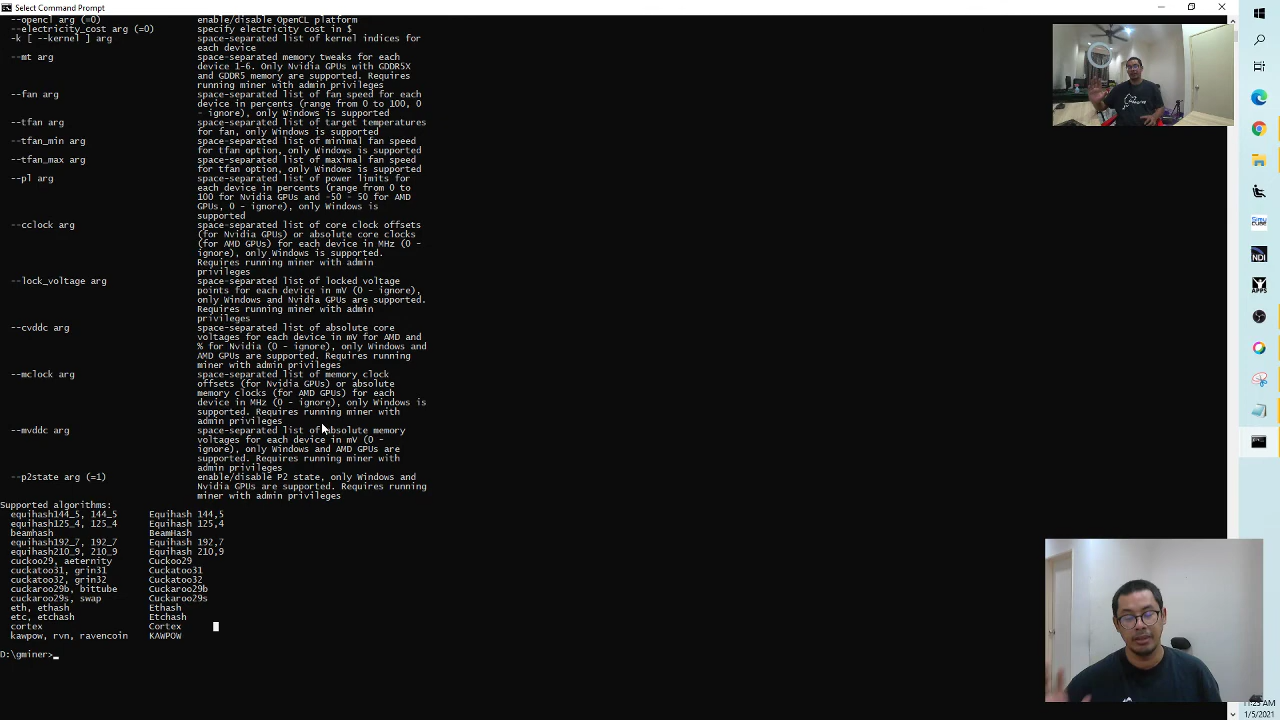 Select Command Prompt
--opencl arg (=0) enable/disable OpenCL platform
--electricity_cost arg (=0) specify electricity cost in $
-k [ --kernel ] arg space-separated list of kernel indices for
each device
--mt arg space-separated memory tweaks for each
device 1-6. Only Nvidia GPUs with GDDR5X
and GDDR5 memory are supported. Requires
running miner with admin privileges
--fan arg space-separated list of fan speed for each
device in percents (range from 0 to 100, 0
- ignore), only Windows is supported
--tfan arg space-separated list of target temperatures
for fan, only Windows is supported
--tfan_min arg space-separated list of minimal fan speed
for tfan option, only Windows is supported
--tfan_max arg space-separated list of maximal fan speed
for tfan option, only Windows is supported
--pl arg space-separated list of power limits for
each device in percents (range from 0 to
100 for Nvidia GPUs and -50 - 50 for AMD
GPUs, 0 - ignore), only Windows is
supported
--cclock arg space-separated list of core clock offsets
(for Nvidia GPUs) or absolute core clocks
(for AMD GPUs) for each device in MHz (0 -
ignore), only Windows is supported.
Requires running miner with admin
privileges
--lock_voltage arg space-separated list of locked voltage
points for each device in mV (0 - ignore),
only Windows and Nvidia GPUs are supported.
Requires running miner with admin
privileges
--cvddc arg space-separated list of absolute core
voltages for each device in mV for AMD and
% for Nvidia (0 - ignore), only Windows and
AMD GPUs are supported. Requires running
miner with admin privileges
--mclock arg space-separated list of memory clock
offsets (for Nvidia GPUs) or absolute
memory clocks (for AMD GPUs) for each
device in MHz (0 - ignore), only Windows is
supported. Requires running miner with
admin privileges
--mvddc arg space-separated list of absolute memory
voltages for each device in mV (0 -
ignore), only Windows and AMD GPUs are
supported. Requires running miner with
admin privileges
--p2state arg (=1) enable/disable P2 state, only Windows and
Nvidia GPUs are supported. Requires running
miner with admin privileges
Supported algorithms:
equihash144_5, 144_5 Equihash 144,5
equihash125_4, 125_4 Equihash 125,4
beamhash BeamHash
equihash192_7, 192_7 Equihash 192,7
equihash210_9, 210_9 Equihash 210,9
cuckoo29, aeternity Cuckoo29
cuckatoo31, grin31 Cuckatoo31
cuckatoo32, grin32 Cuckatoo32
cuckaroo29b, bittube Cuckaroo29b
cuckaroo29s, swap Cuckaroo29s
eth, ethash Ethash
etc, etchash Etchash
cortex Cortex
kawpow, rvn, ravencoin KAWPOW
D:\gminer>
NDI
APPS
1/5/2021